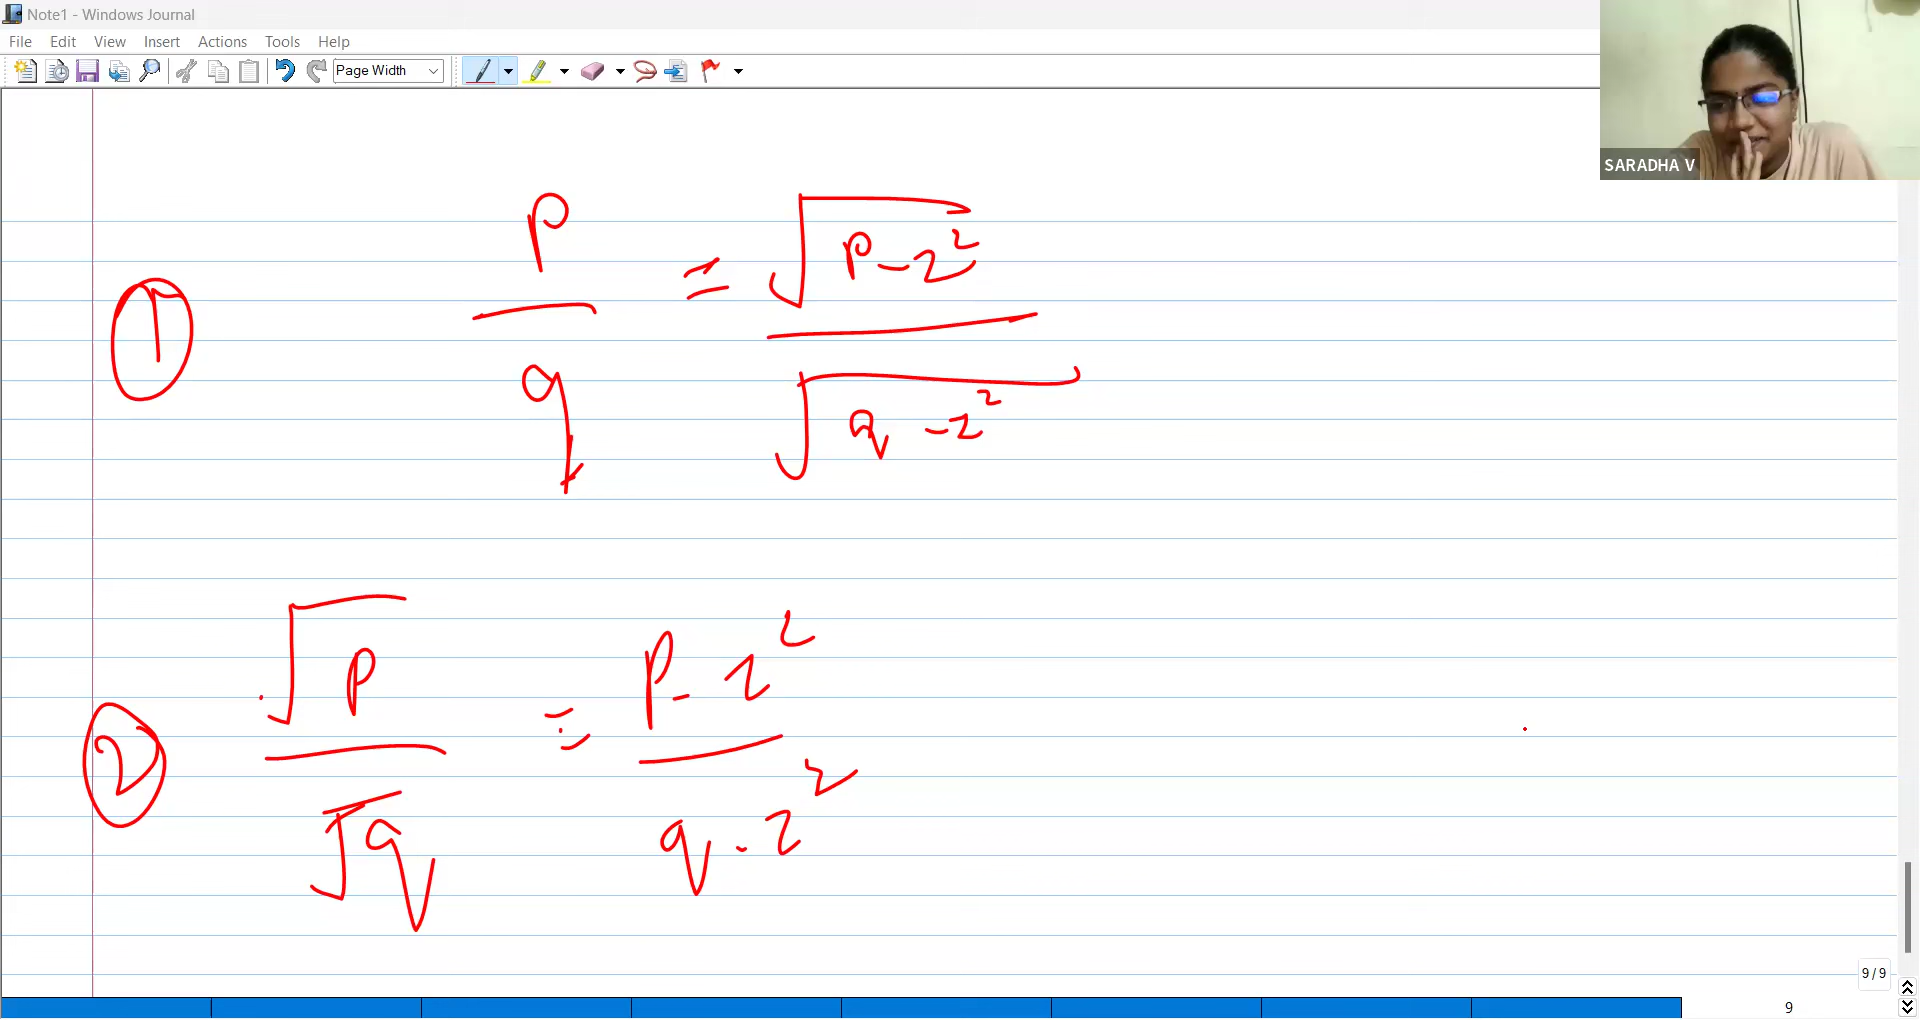 Note1 - Windows Journal
File Edit View Insert Actions Tools Help
Page Width
SARADHA V
① p/q = √(p-z²)/√(q-z²)
② √p/√q = p-z²/q-z²
9/9
9